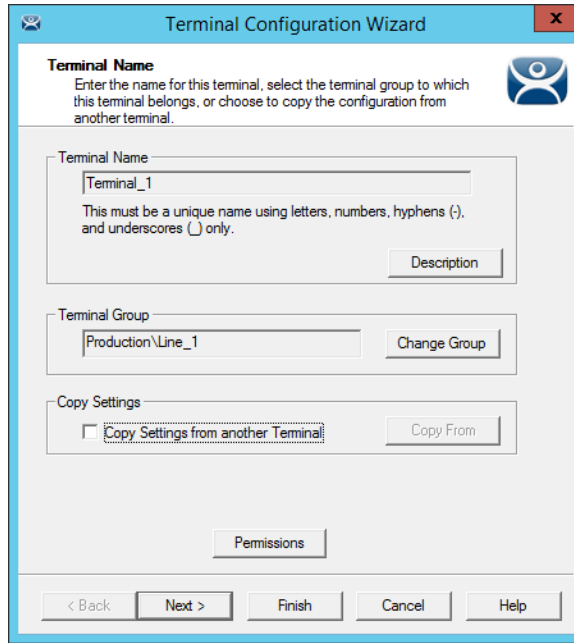 Terminal Configuration Wizard
x
Terminal Name
Enter the name for this terminal, select the terminal group to which
this terminal belongs, or choose to copy the configuration from
another terminal.
Terminal Name
Terminal_1
This must be a unique name using letters, numbers, hyphens (-),
and underscores (_) only.
Description
Terminal Group
Production\Line_1
Change Group
Copy Settings
Copy Settings from another Terminal
Copy From
Permissions
< Back
Next >
Finish
Cancel
Help